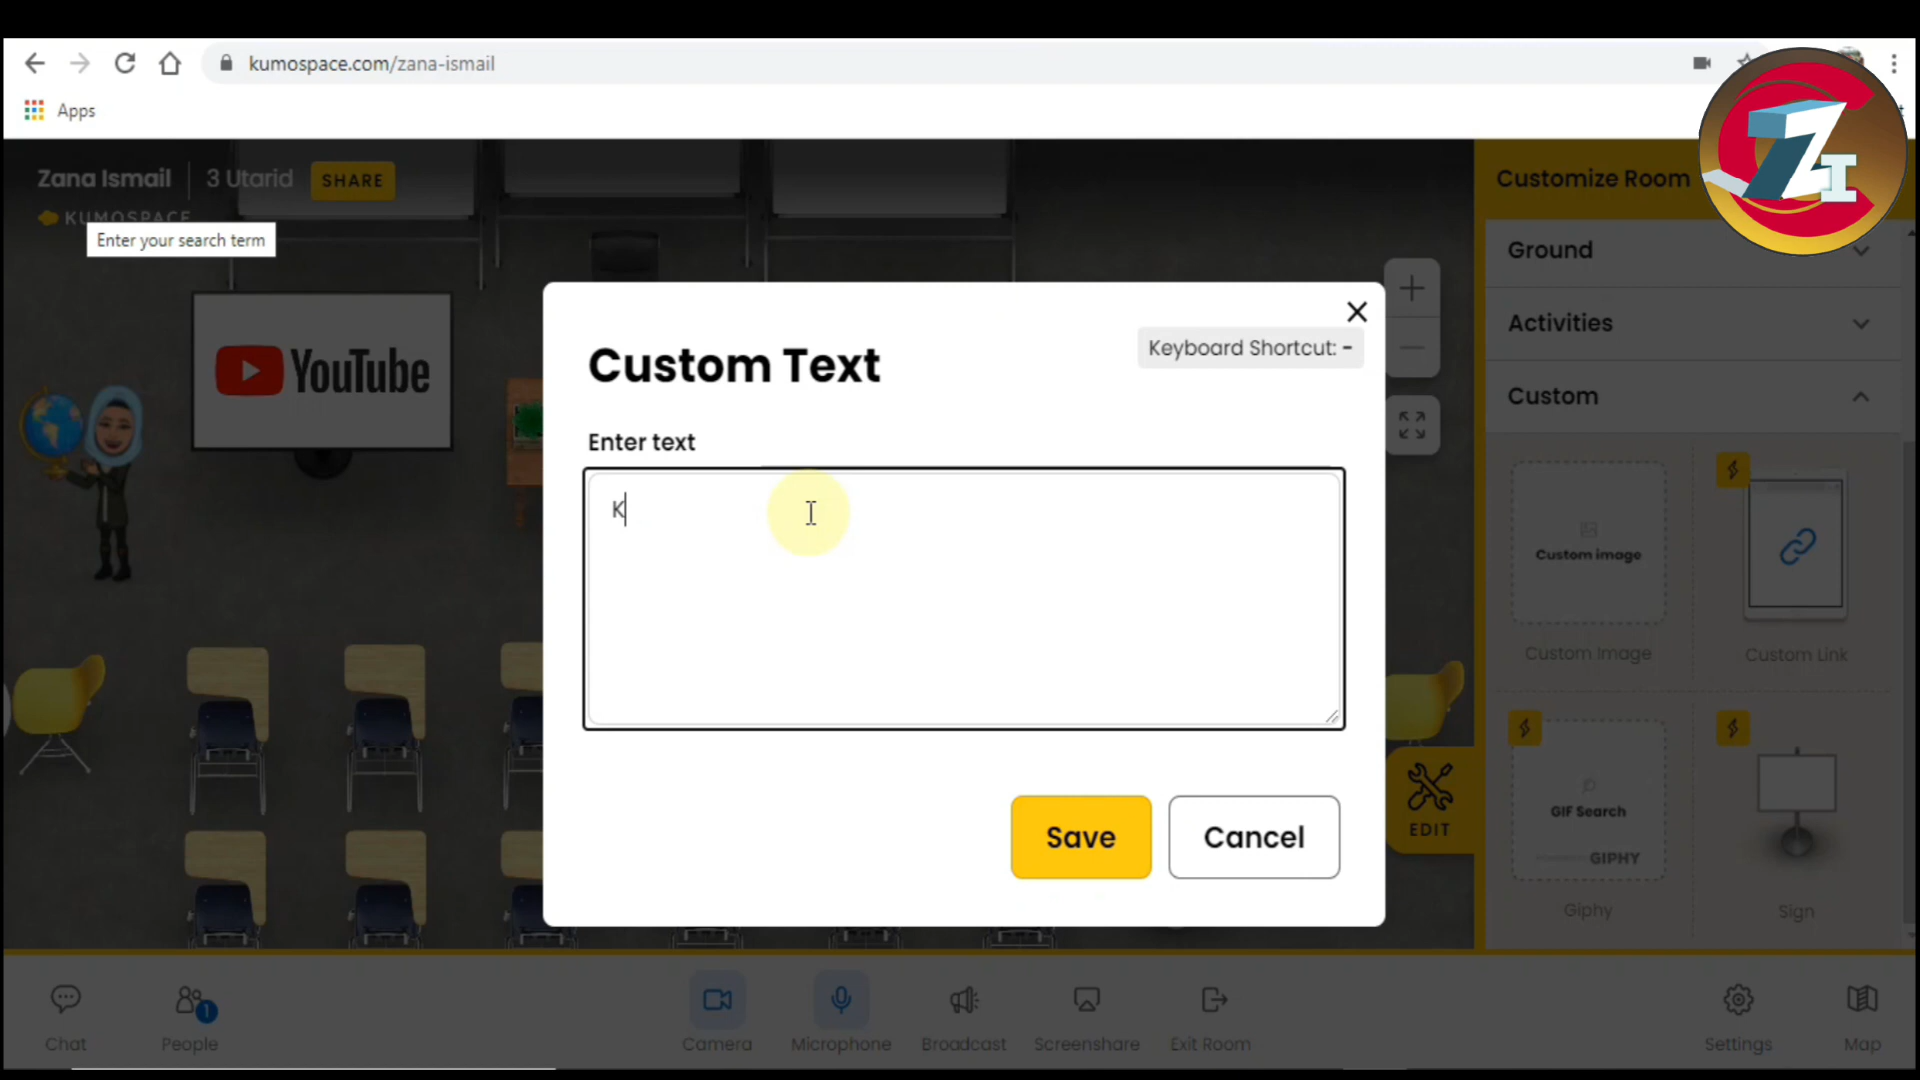 kumospace.com/zana-ismail
Apps
Zana Ismail
3 Utarid
SHARE
KUMOSPACE
Enter your search term
YouTube
Custom Text
Keyboard Shortcut: -
Enter text
K
Save
Cancel
EDIT
Customize Room
Ground
Activities
Custom
Custom image
Custom Image
Custom Link
GIF Search
GIPHY
Giphy
Sign
ZI
Chat
1
People
Camera
Microphone
Broadcast
Screenshare
Exit Room
Settings
Map